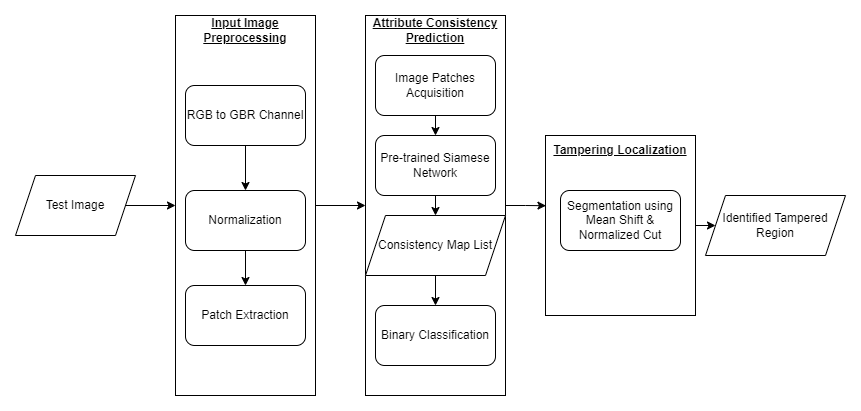 Test Image
Input Image
Preprocessing
RGB to GBR Channel
Normalization
Patch Extraction
Attribute Consistency
Prediction
Image Patches
Acquisition
Pre-trained Siamese
Network
Consistency Map List
Binary Classification
Tampering Localization
Segmentation using
Mean Shift &
Normalized Cut
Identified Tampered
Region